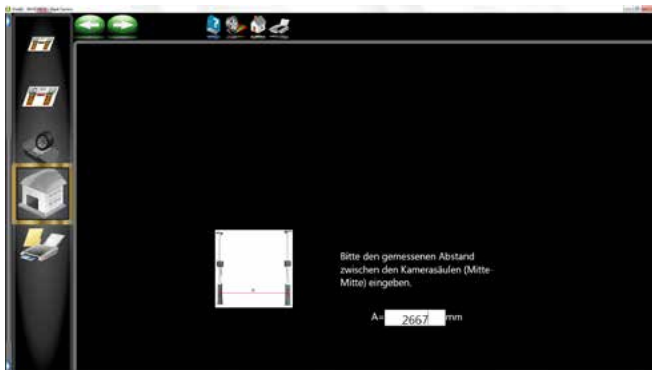 Bitte den gemessenen Abstand
zwischen den Kamerasäulen (Mitte-
Mitte) eingeben.
A= 2667 mm